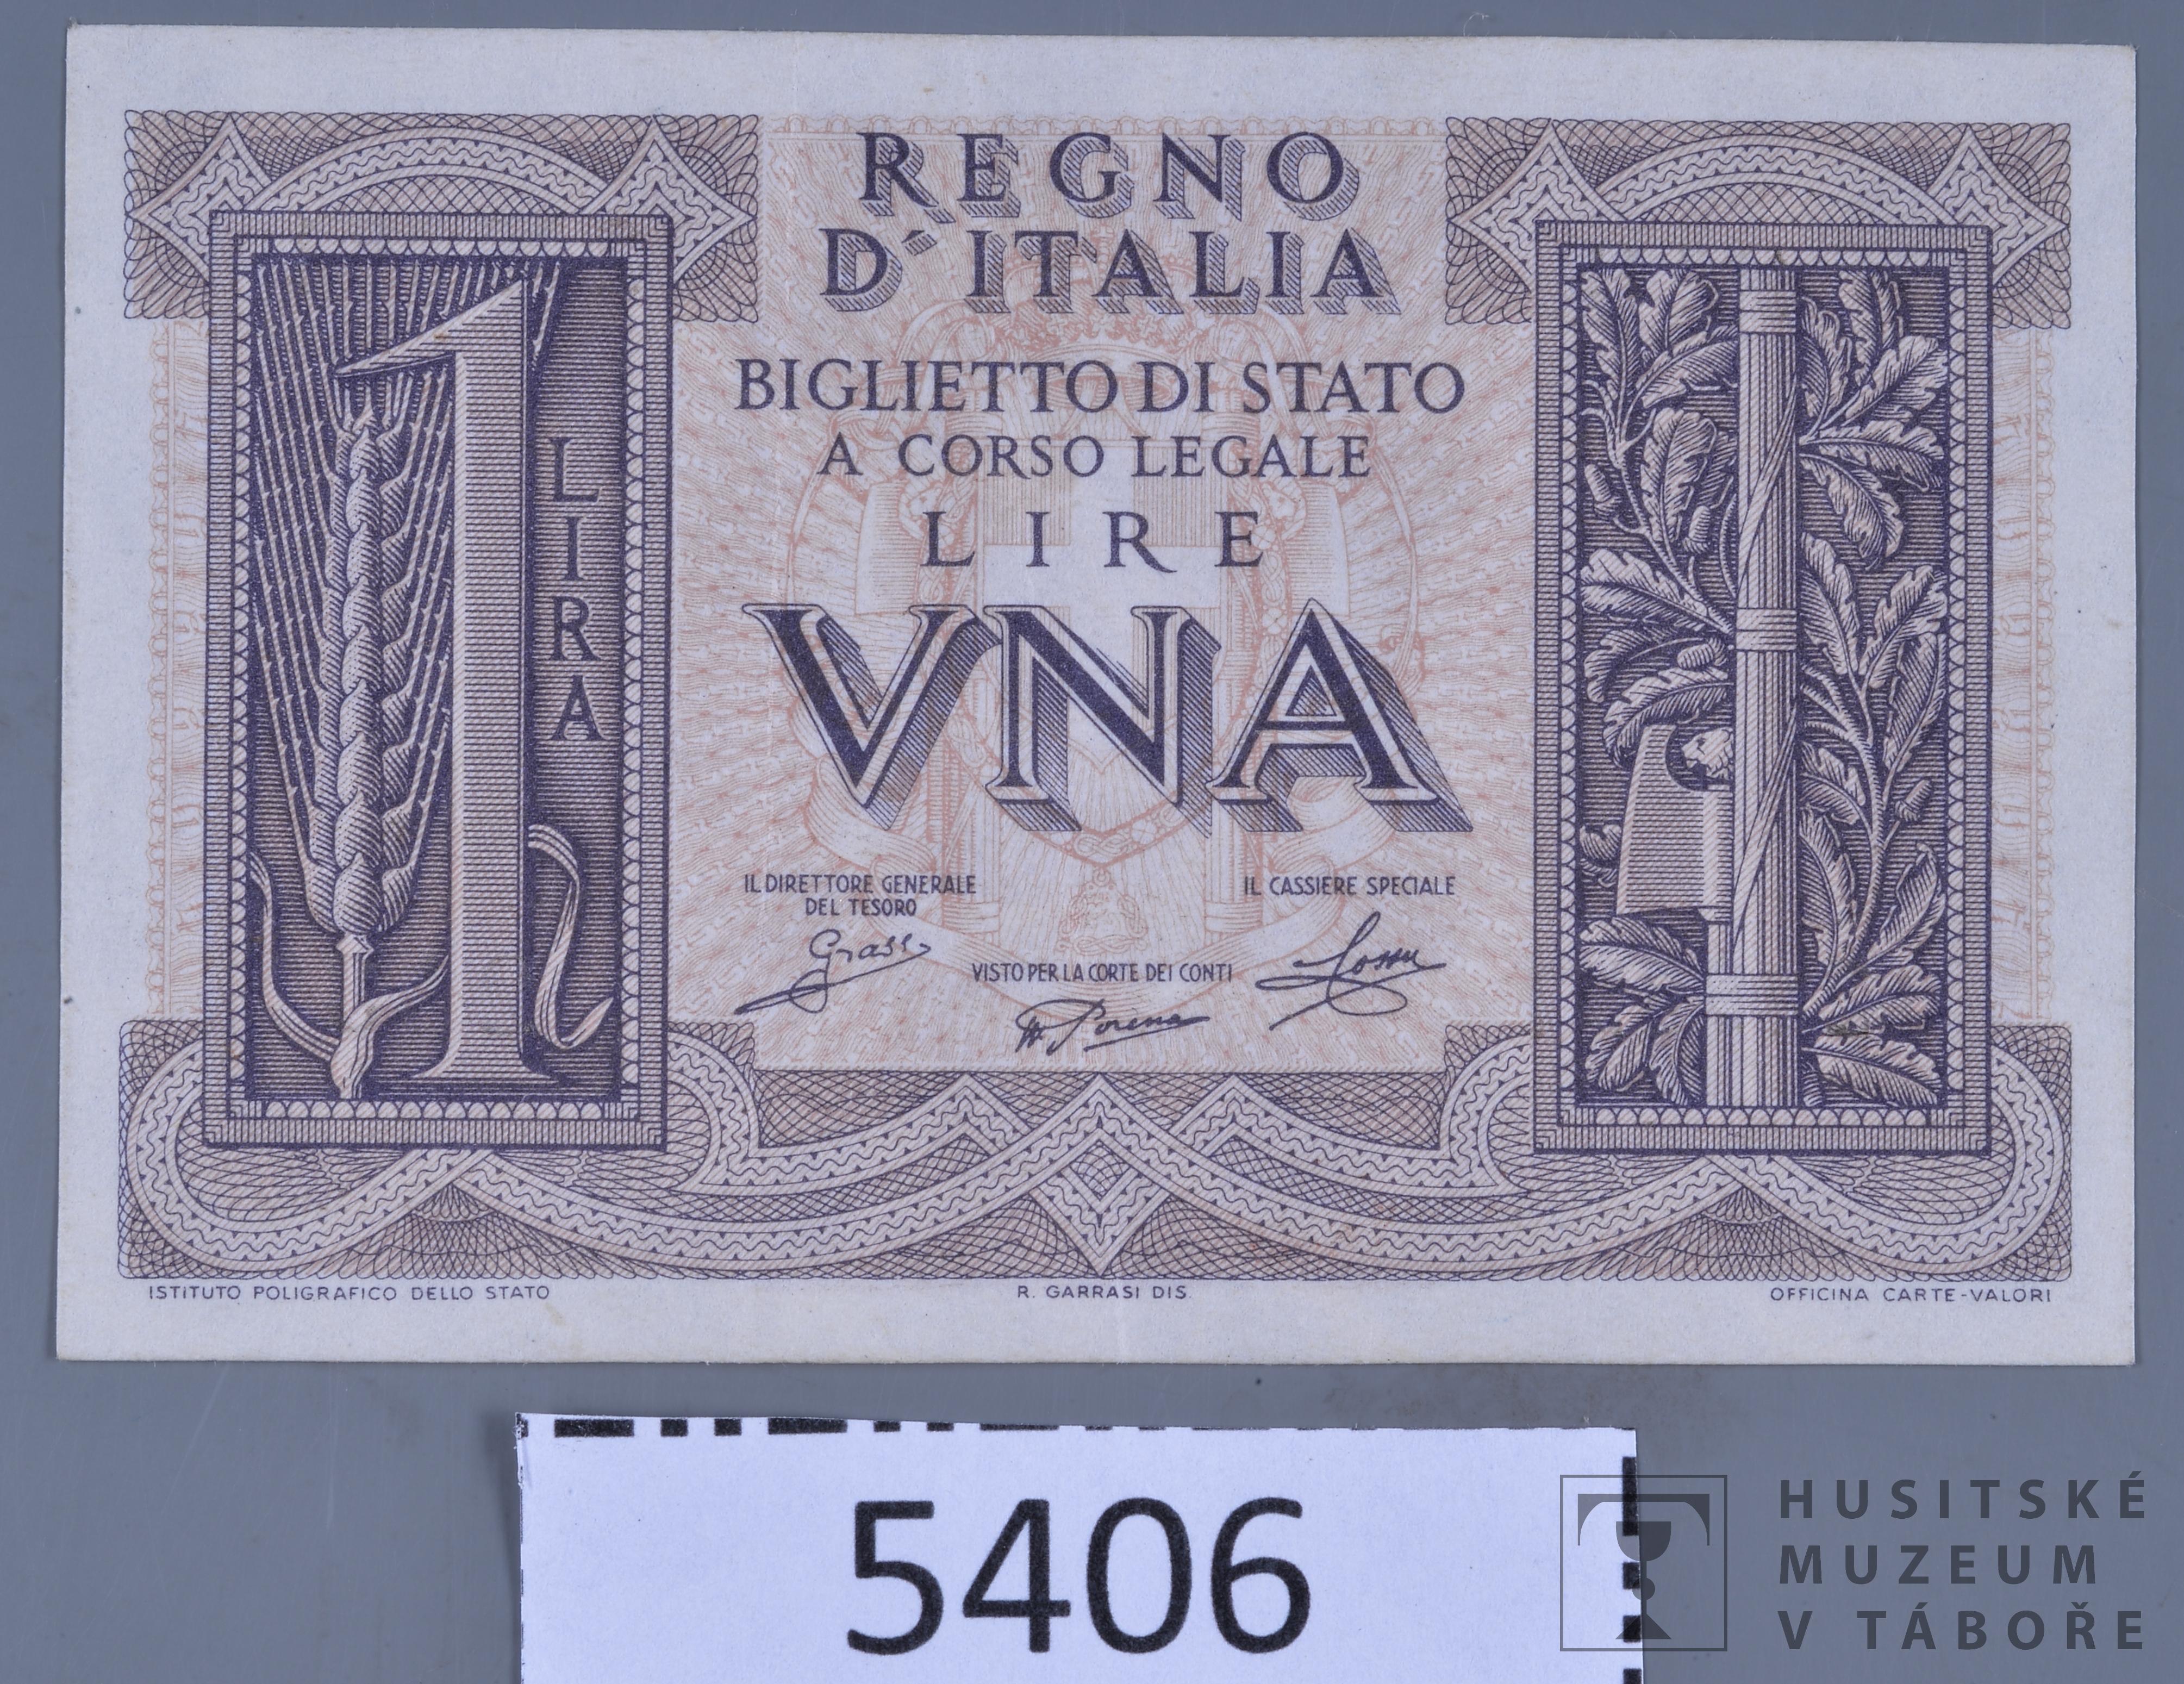 REGNO
D'ITALIA
BIGLIETTO DI STATO
A CORSO LEGALE
LIRE
VNA
1
LIRA
IL DIRETTORE GENERALE
DEL TESORO
Grassi
IL CASSIERE SPECIALE
VISTO PER LA CORTE DEI CONTI
Porena
ISTITUTO POLIGRAFICO DELLO STATO
R. GARRASI DIS.
OFFICINA CARTE-VALORI
5406
HUSITSKÉ
MUZEUM
V TÁBOŘE